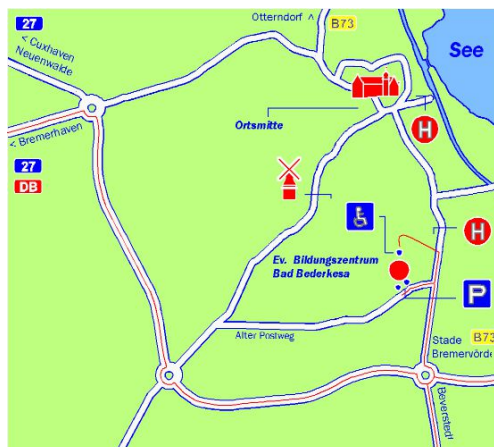 27
< Cuxhaven
Neuenwalde
Otterndorf ^
B73
See
< Bremerhaven
27
DB
Ortsmitte
H
H
Ev. Bildungszentrum
Bad Bederkesa
P
Alter Postweg
Stade B73
Bremervörde
Beverstedt